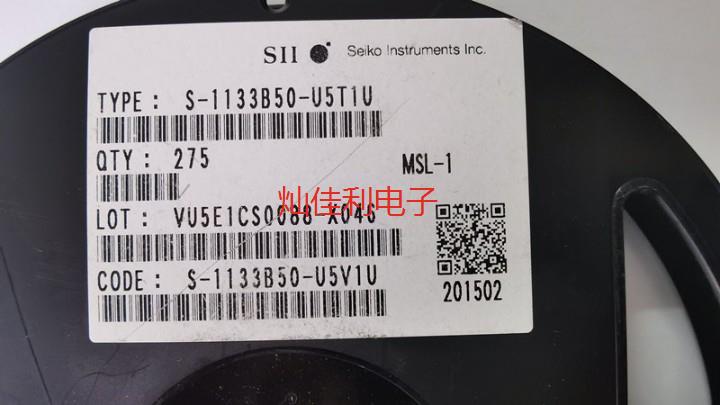 SII Seiko Instruments Inc.
TYPE : S-1133B50-U5T1U
QTY : 275
MSL-1
灿佳利电子
LOT : VU5E1CS0088 X046
CODE : S-1133B50-U5V1U
201502